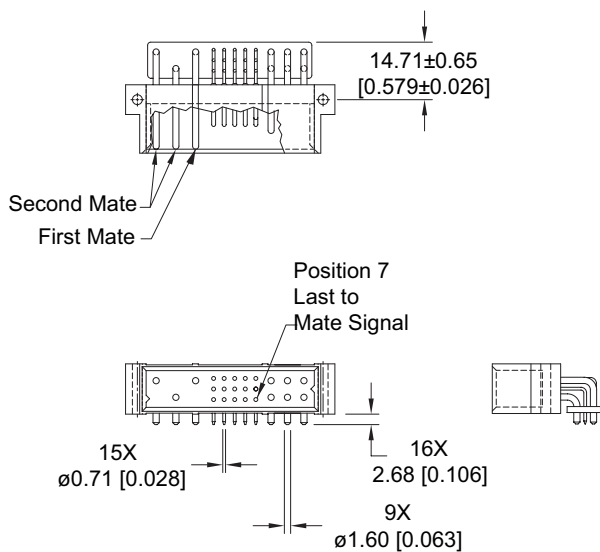 14.71±0.65
[0.579±0.026]
Second Mate
First Mate
Position 7
Last to
Mate Signal
15X
ø0.71 [0.028]
16X
2.68 [0.106]
9X
ø1.60 [0.063]